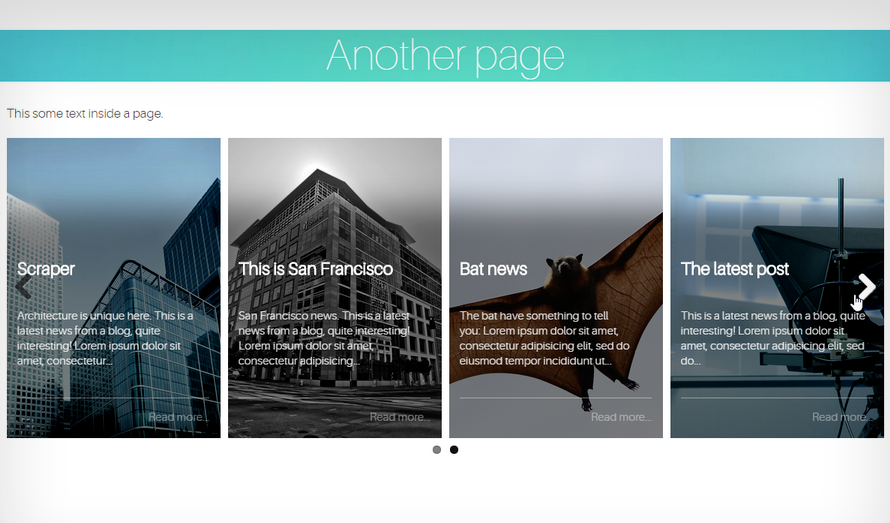 Another page
This some text inside a page.
Scraper
Architecture is unique here. This is a
latest news from a blog, quite
interesting! Lorem ipsum dolor sit
amet, consectetur...
Read more...
This is San Francisco
San Francisco news. This is a latest
news from a blog, quite interesting!
Lorem ipsum dolor sit amet,
consectetur adipisicing...
Read more...
Bat news
The bat have something to tell
you: Lorem ipsum dolor sit amet,
consectetur adipisicing elit, sed do
eiusmod tempor incididunt ut...
Read more...
The latest post
This is a latest news from a blog, quite
interesting! Lorem ipsum dolor sit
amet, consectetur adipisicing elit, sed
do...
Read more...